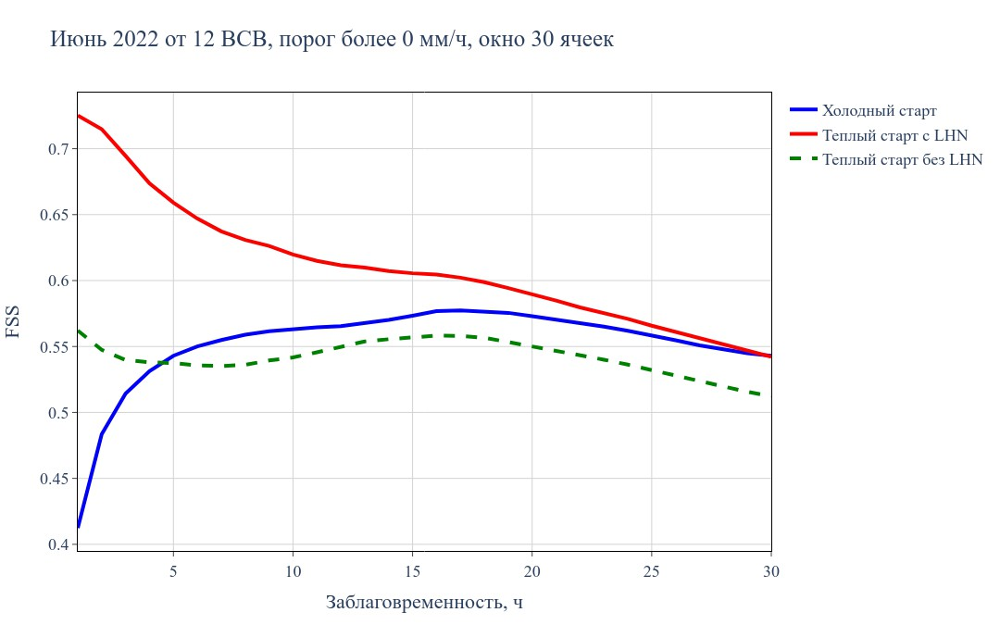 Июнь 2022 от 12 ВСВ, порог более 0 мм/ч, окно 30 ячеек
Холодный старт
Теплый старт с LHN
Теплый старт без LHN
0.7
0.65
0.6
0.55
0.5
0.45
0.4
FSS
5 10 15 20 25 30
Заблаговременность, ч